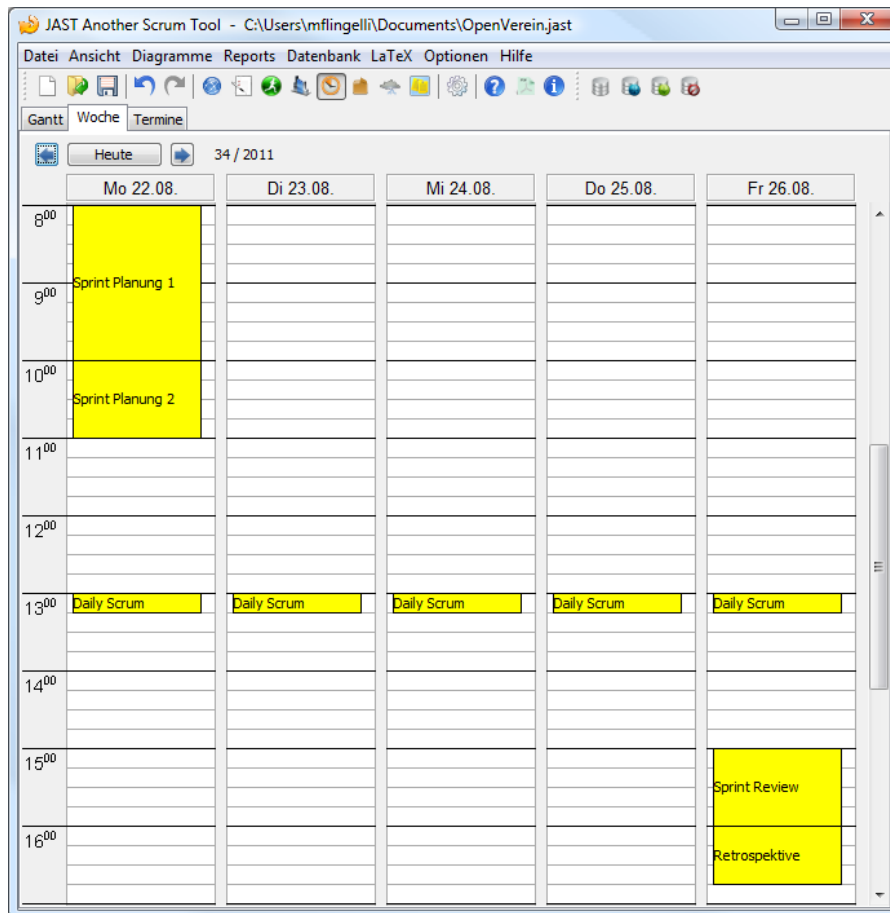 JAST Another Scrum Tool - C:\Users\mflingelli\Documents\OpenVerein.jast
Datei Ansicht Diagramme Reports Datenbank LaTeX Optionen Hilfe
Gantt Woche Termine
Heute 34 / 2011
Mo 22.08. Di 23.08. Mi 24.08. Do 25.08. Fr 26.08.
8⁰⁰
Sprint Planung 1
9⁰⁰
10⁰⁰
Sprint Planung 2
11⁰⁰
12⁰⁰
13⁰⁰ Daily Scrum Daily Scrum Daily Scrum Daily Scrum Daily Scrum
14⁰⁰
15⁰⁰
Sprint Review
16⁰⁰
Retrospektive